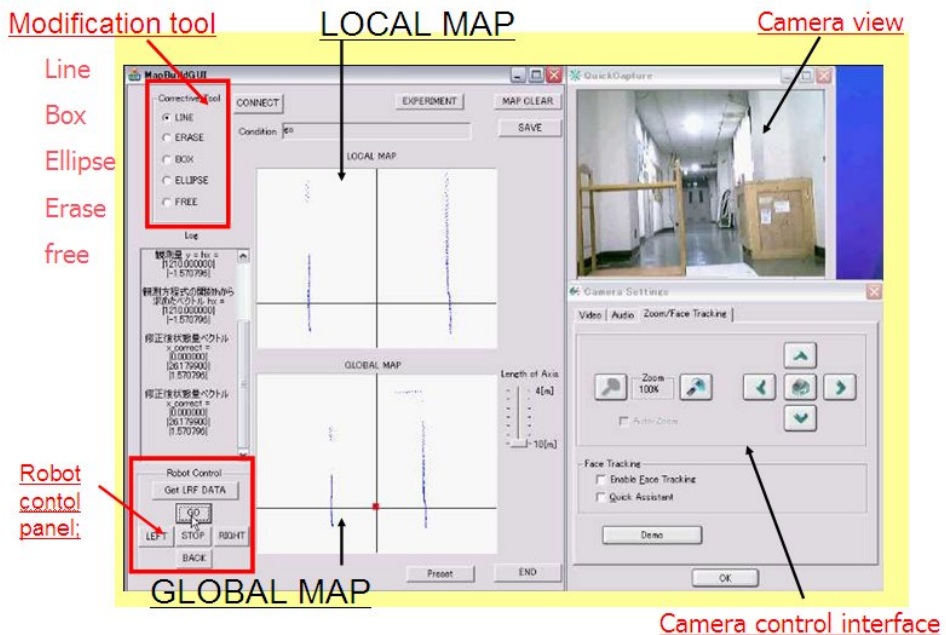 Modification tool
LOCAL MAP
Camera view
Line
Box
Ellipse
Erase
free
MapBuildGUI
Corrective Tool
LINE
ERASE
BOX
ELLIPSE
FREE
CONNECT
EXPERIMENT
MAP CLEAR
Condition go
SAVE
LOCAL MAP
Log
観測量 y = hx =
|1210.000000|
|-1.570796|
観測方程式の関数hから
求めたベクトル hx =
|1210.000000|
|-1.570796|
修正後状態量ベクトル
x_correct =
|0.000000|
|26.179900|
|1.570796|
修正後状態量ベクトル
x_correct =
|0.000000|
|26.179900|
|1.570796|
GLOBAL MAP
Length of Axis
4[m]
10[m]
Robot Control
Get LRF DATA
GO
LEFT STOP RIGHT
BACK
Preset
END
Robot
contol
panel;
GLOBAL MAP
QuickCapture
Camera Settings
Video Audio Zoom/Face Tracking
Zoom
100%
Auto-Zoom
Face Tracking
Enable Face Tracking
Quick Assistent
Demo
OK
Camera control interface